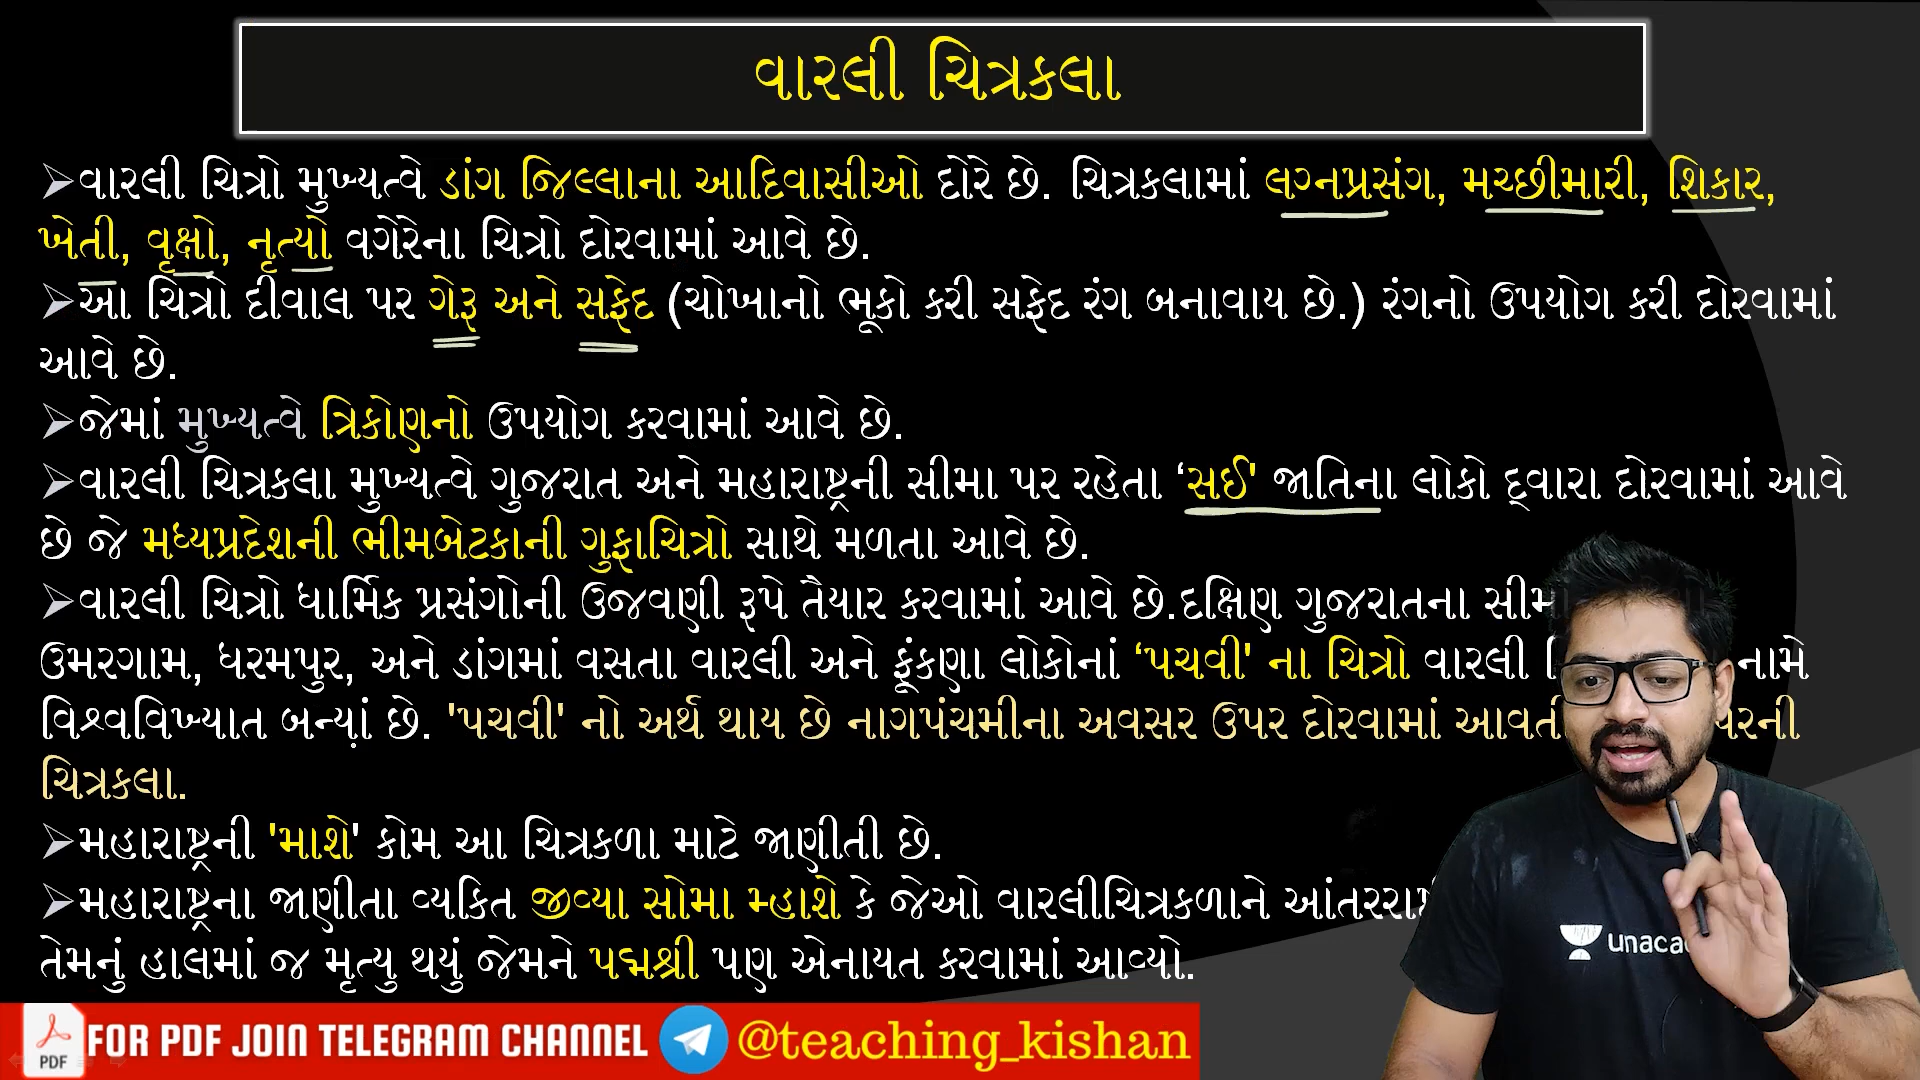 વારલી ચિત્રકલા
➢વારલી ચિત્રો મુખ્યત્વે ડાંગ જિલ્લાના આદિવાસીઓ દોરે છે. ચિત્રકલામાં લગ્નપ્રસંગ, મચ્છીમારી, શિકાર,
ખેતી, વૃક્ષો, નૃત્યો વગેરેના ચિત્રો દોરવામાં આવે છે.
➢આ ચિત્રો દીવાલ પર ગેરૂ અને સફેદ (ચોખાનો ભૂકો કરી સફેદ રંગ બનાવાય છે.) રંગનો ઉપયોગ કરી દોરવામાં
આવે છે.
➢જેમાં મુખ્યત્વે ત્રિકોણનો ઉપયોગ કરવામાં આવે છે.
➢વારલી ચિત્રકલા મુખ્યત્વે ગુજરાત અને મહારાષ્ટ્રની સીમા પર રહેતા ‘સઈ' જાતિના લોકો દ્વારા દોરવામાં આવે
છે જે મધ્યપ્રદેશની ભીમબેટકાની ગુફાચિત્રો સાથે મળતા આવે છે.
➢વારલી ચિત્રો ધાર્મિક પ્રસંગોની ઉજવણી રૂપે તૈયાર કરવામાં આવે છે.દક્ષિણ ગુજરાતના
ઉમરગામ, ધરમપુર, અને ડાંગમાં વસતા વારલી અને કૂંકણા લોકોનાં ‘પચવી' ના ચિત્રો વારલી નામે
વિશ્વવિખ્યાત બન્યાં છે. 'પચવી' નો અર્થ થાય છે નાગપંચમીના અવસર ઉપર દોરવામાં
ચિત્રકલા.
➢મહારાષ્ટ્રની 'માશે' કોમ આ ચિત્રકળા માટે જાણીતી છે.
➢મહારાષ્ટ્રના જાણીતા વ્યકિત જીવ્યા સોમા મ્હાશે કે જેઓ વારલીચિત્રકળાને
તેમનું હાલમાં જ મૃત્યુ થયું જેમને પદ્મશ્રી પણ એનાયત કરવામાં આવ્યો.
PDF FOR PDF JOIN TELEGRAM CHANNEL @teaching_kishan